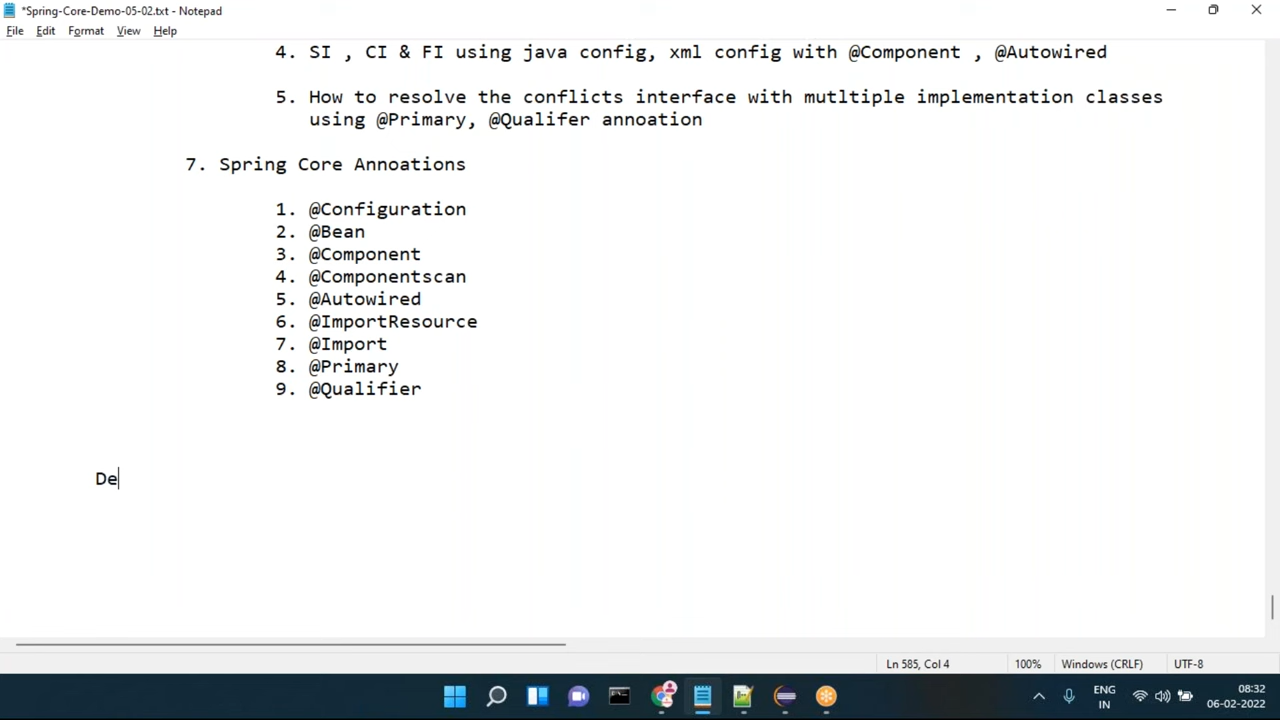 *Spring-Core-Demo-05-02.txt - Notepad
File Edit Format View Help
4. SI , CI & FI using java config, xml config with @Component , @Autowired
5. How to resolve the conflicts interface with mutltiple implementation classes
using @Primary, @Qualifer annoation
7. Spring Core Annoations
1. @Configuration
2. @Bean
3. @Component
4. @Componentscan
5. @Autowired
6. @ImportResource
7. @Import
8. @Primary
9. @Qualifier
De
Ln 585, Col 4 100% Windows (CRLF) UTF-8
ENG 08:32
IN 06-02-2022